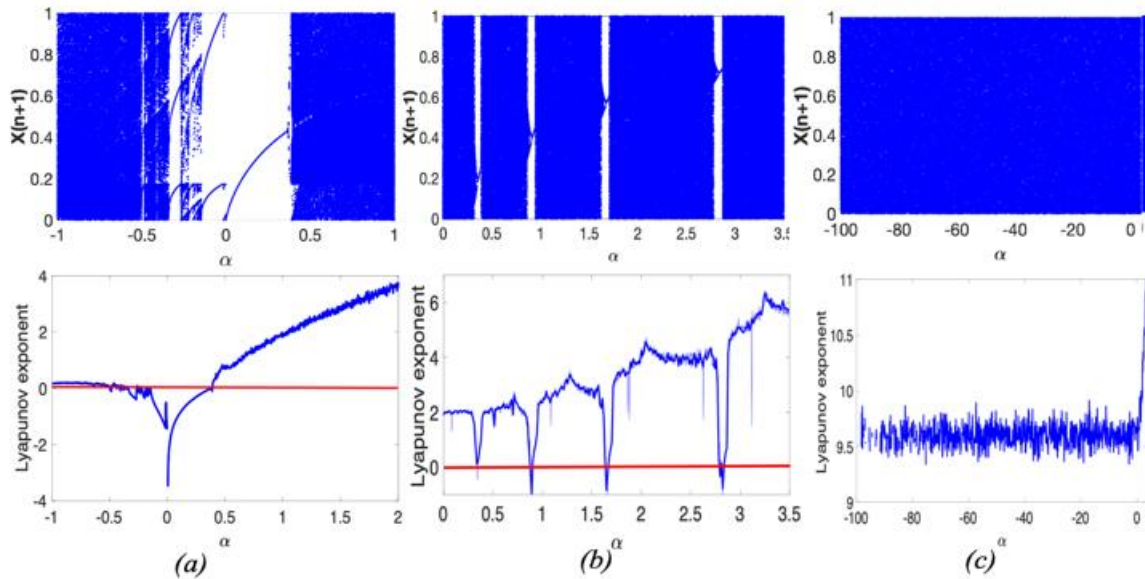 1
0.8
0.6
0.4
0.2
0
X(n+1)
-1 -0.5 0 0.5 1
α
1
0.8
0.6
0.4
0.2
0
X(n+1)
0 0.5 1 1.5 2 2.5 3 3.5
α
1
0.8
0.6
0.4
0.2
0
X(n+1)
-100 -80 -60 -40 -20 0
α
4
2
0
-2
-4
Lyapunov exponent
-1 -0.5 0 0.5 1 1.5 2
α
(a)
6
4
2
0
Lyapunov exponent
0 0.5 1 1.5 2 2.5 3 3.5
α
(b)
11
10.5
10
9.5
9
Lyapunov exponent
-100 -80 -60 -40 -20 0
α
(c)